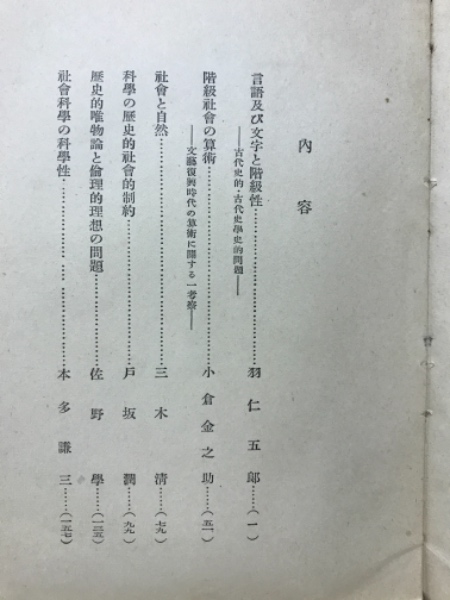 內容
言語及び文字と階級性……………………羽仁五郞……(一)
——古代史的・古代史學史的問題——
階級社會の算術……………………小倉金之助……(五一)
——文藝復興時代の算術に關する一考察——
社會と自然……………………三木淸……(七九)
科學の歷史的社會的制約……………………戶坂潤……(九九)
歷史的唯物論と倫理的理想の問題……………………佐野學……(一三五)
社會科學の科學性……………………本多謙三……(一五七)